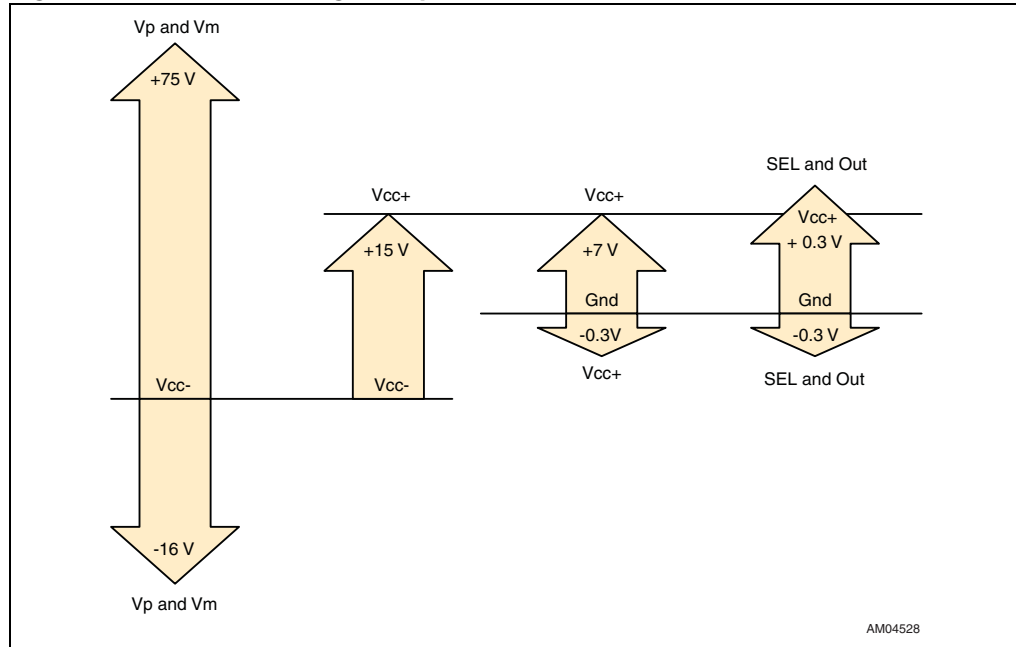 Vp and Vm
+75 V
Vcc-
-16 V
Vp and Vm
Vcc+
+15 V
Vcc-
Vcc+
+7 V
Gnd
-0.3V
Vcc+
SEL and Out
Vcc+
+ 0.3 V
Gnd
-0.3 V
SEL and Out
AM04528